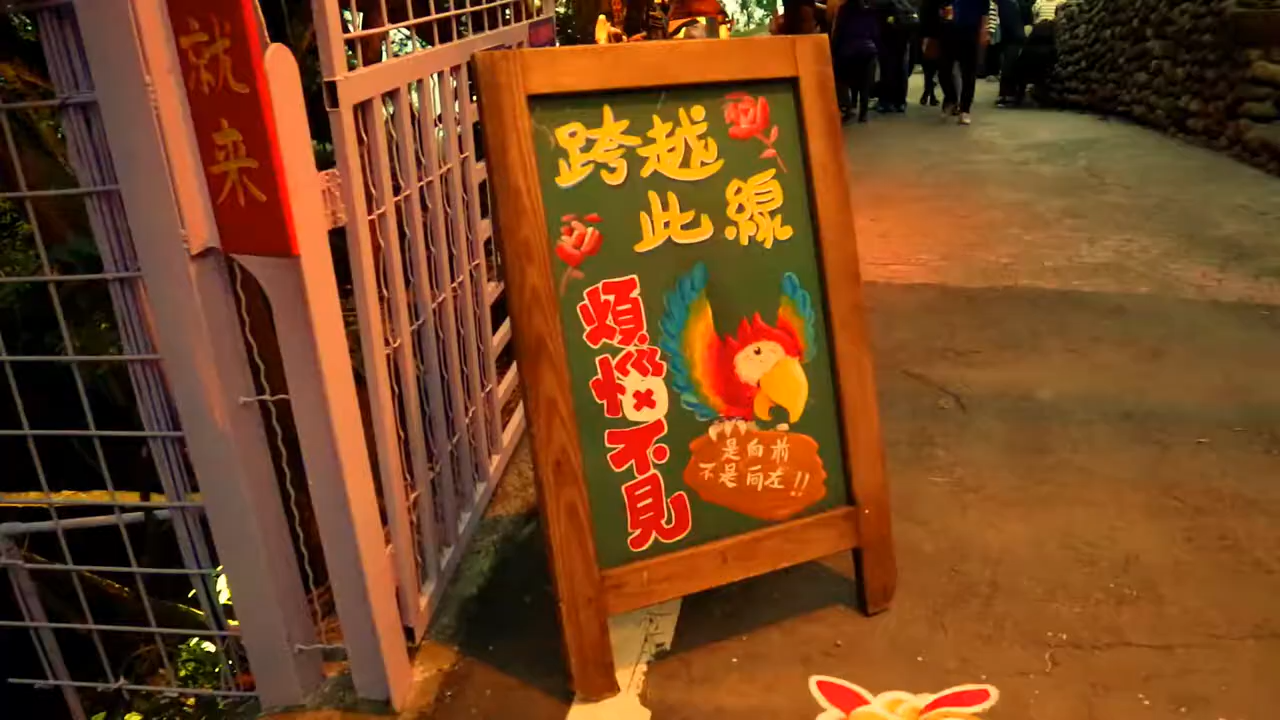 就来
跨越
此線
煩惱不見
是向前
不是向左!!